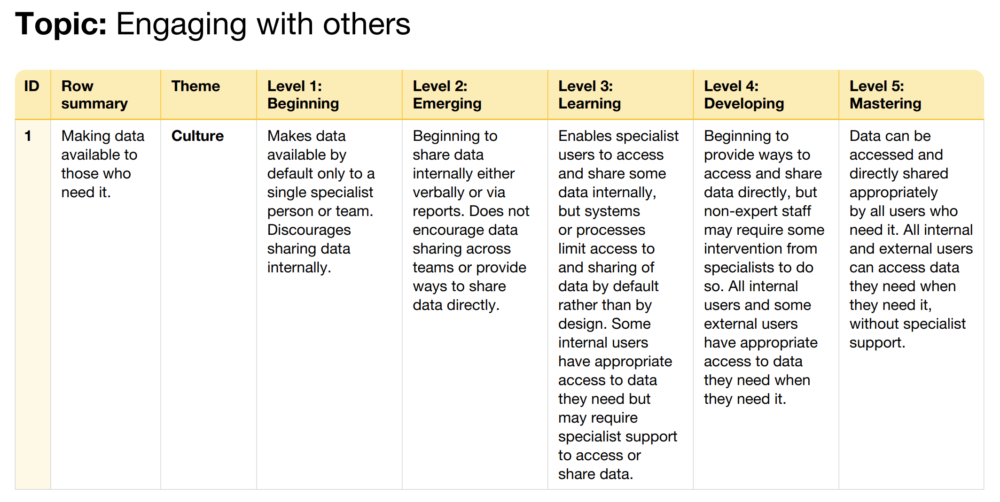 Topic: Engaging with others
ID
Row
summary
Theme
Level 1:
Beginning
Level 2:
Emerging
Level 3:
Learning
Level 4:
Developing
Level 5:
Mastering
1
Making data
available to
those who
need it.
Culture
Makes data
available by
default only to a
single specialist
person or team.
Discourages
sharing data
internally.
Beginning to
share data
internally either
verbally or via
reports. Does not
encourage data
sharing across
teams or provide
ways to share
data directly.
Enables specialist
users to access
and share some
data internally,
but systems
or processes
limit access to
and sharing of
data by default
rather than by
design. Some
internal users
have appropriate
access to data
they need but
may require
specialist support
to access or
share data.
Beginning to
provide ways to
access and share
data directly, but
non-expert staff
may require some
intervention from
specialists to do
so. All internal
users and some
external users
have appropriate
access to data
they need when
they need it.
Data can be
accessed and
directly shared
appropriately
by all users who
need it. All internal
and external users
can access data
they need when
they need it,
without specialist
support.